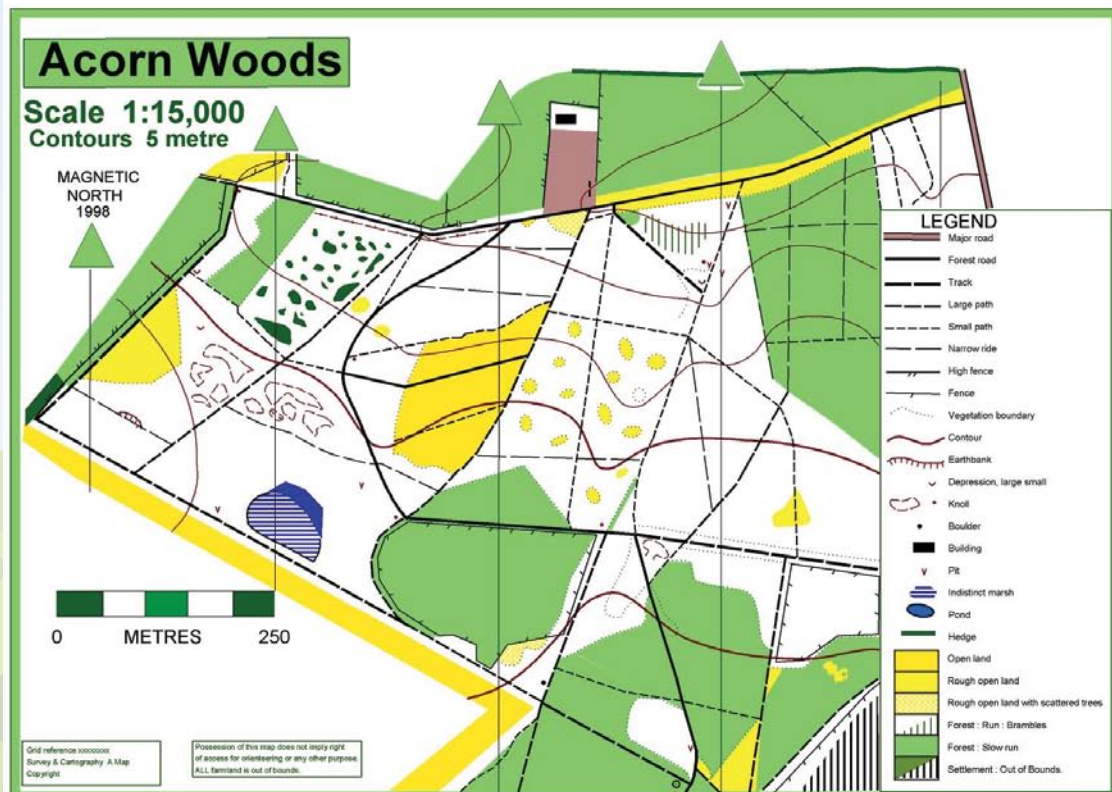 Acorn Woods
Scale 1:15,000
Contours 5 metre
MAGNETIC
NORTH
1998
LEGEND
Major road
Forest road
Track
Large path
Small path
Narrow ride
High fence
Fence
Vegetation boundary
Contour
Earthbank
Depression, large small
Knoll
Boulder
Building
Pit
Indistinct marsh
Pond
Hedge
Open land
Rough open land
Rough open land with scattered trees
Forest : Run : Brambles
Forest : Slow run
Settlement : Out of Bounds.
0 METRES 250
Grid reference xxxxxxxx
Survey & Cartography A Map
Copyright
Possession of this map does not imply right
of access for orienteering or any other purpose.
ALL farmland is out of bounds.